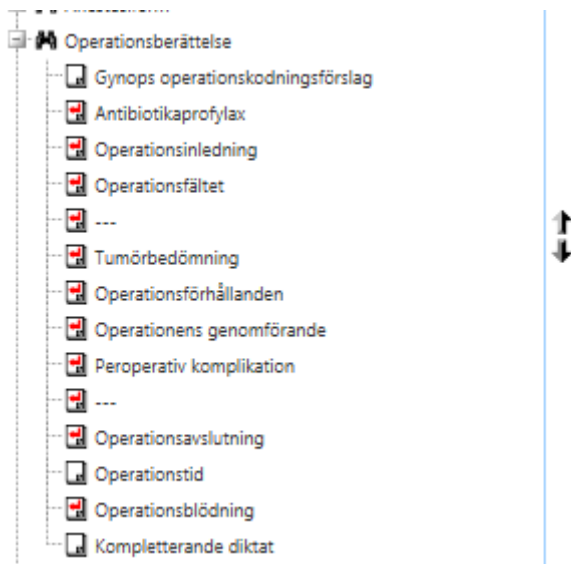 Operationsberättelse
Gynops operationskodningsförslag
Antibiotikaprofylax
Operationsinledning
Operationsfältet
---
Tumörbedömning
Operationsförhållanden
Operationens genomförande
Peroperativ komplikation
---
Operationsavslutning
Operationstid
Operationsblödning
Kompletterande diktat